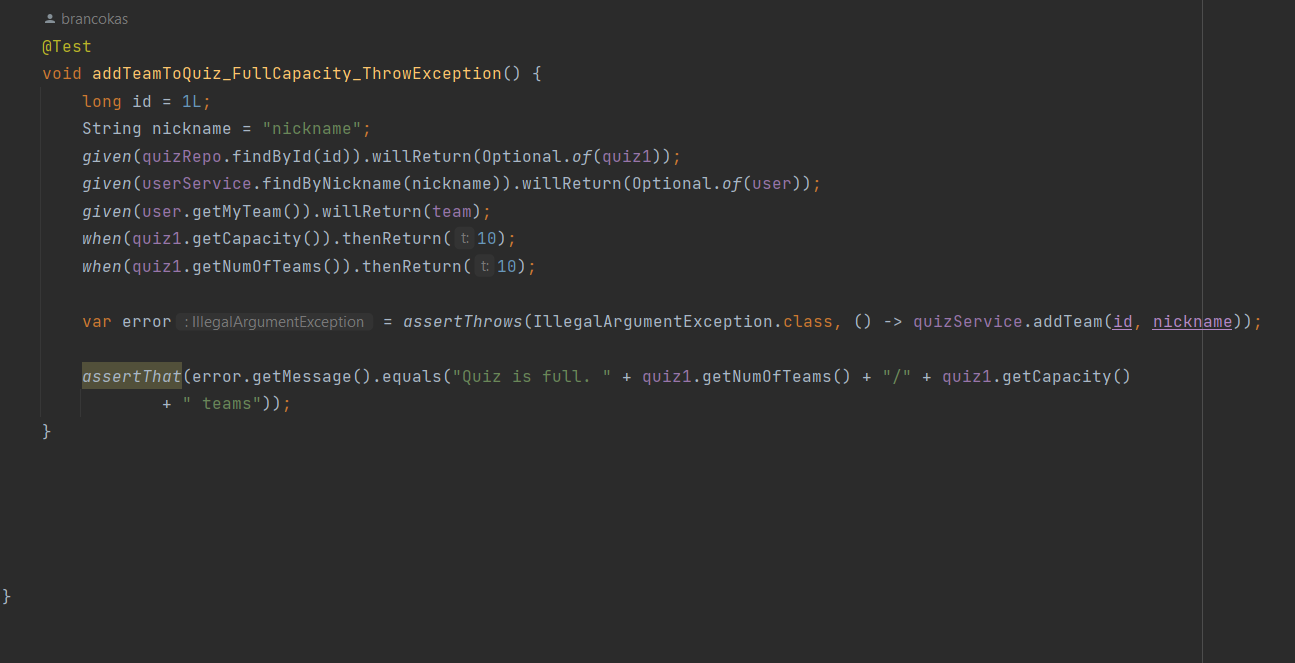 brancokas
@Test
void addTeamToQuiz_FullCapacity_ThrowException() {
long id = 1L;
String nickname = "nickname";
given(quizRepo.findById(id)).willReturn(Optional.of(quiz1));
given(userService.findByNickname(nickname)).willReturn(Optional.of(user));
given(user.getMyTeam()).willReturn(team);
when(quiz1.getCapacity()).thenReturn( t: 10);
when(quiz1.getNumOfTeams()).thenReturn( t: 10);
var error : IllegalArgumentException = assertThrows(IllegalArgumentException.class, () -> quizService.addTeam(id, nickname));
assertThat(error.getMessage().equals("Quiz is full. " + quiz1.getNumOfTeams() + "/" + quiz1.getCapacity()
+ " teams"));
}
}